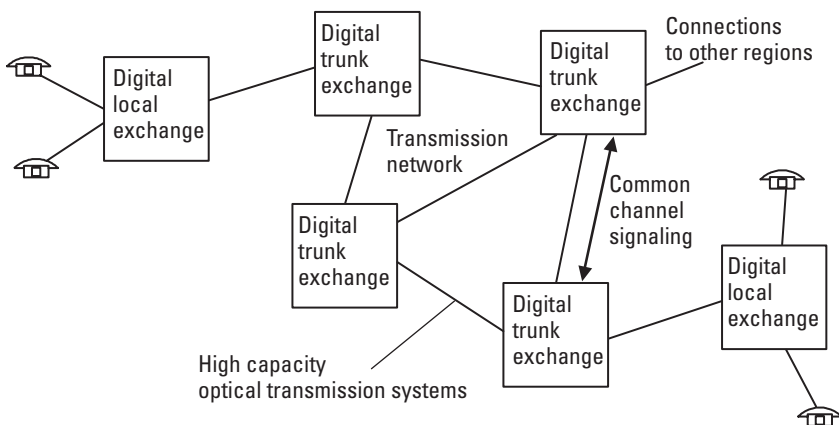 Digital
local
exchange
Digital
trunk
exchange
Digital
trunk
exchange
Connections
to other regions
Transmission
network
Common
channel
signaling
Digital
trunk
exchange
Digital
trunk
exchange
Digital
local
exchange
High capacity
optical transmission systems